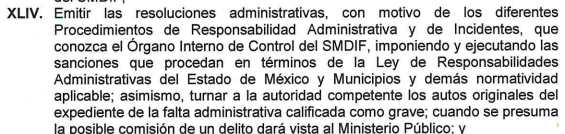 XLIV. Emitir las resoluciones administrativas, con motivo de los diferentes
Procedimientos de Responsabilidad Administrativa y de Incidentes, que
conozca el Órgano Interno de Control del SMDIF, imponiendo y ejecutando las
sanciones que procedan en términos de la Ley de Responsabilidades
Administrativas del Estado de México y Municipios y demás normatividad
aplicable; asimismo, turnar a la autoridad competente los autos originales del
expediente de la falta administrativa calificada como grave; cuando se presuma
la posible comisión de un delito dará vista al Ministerio Público; y